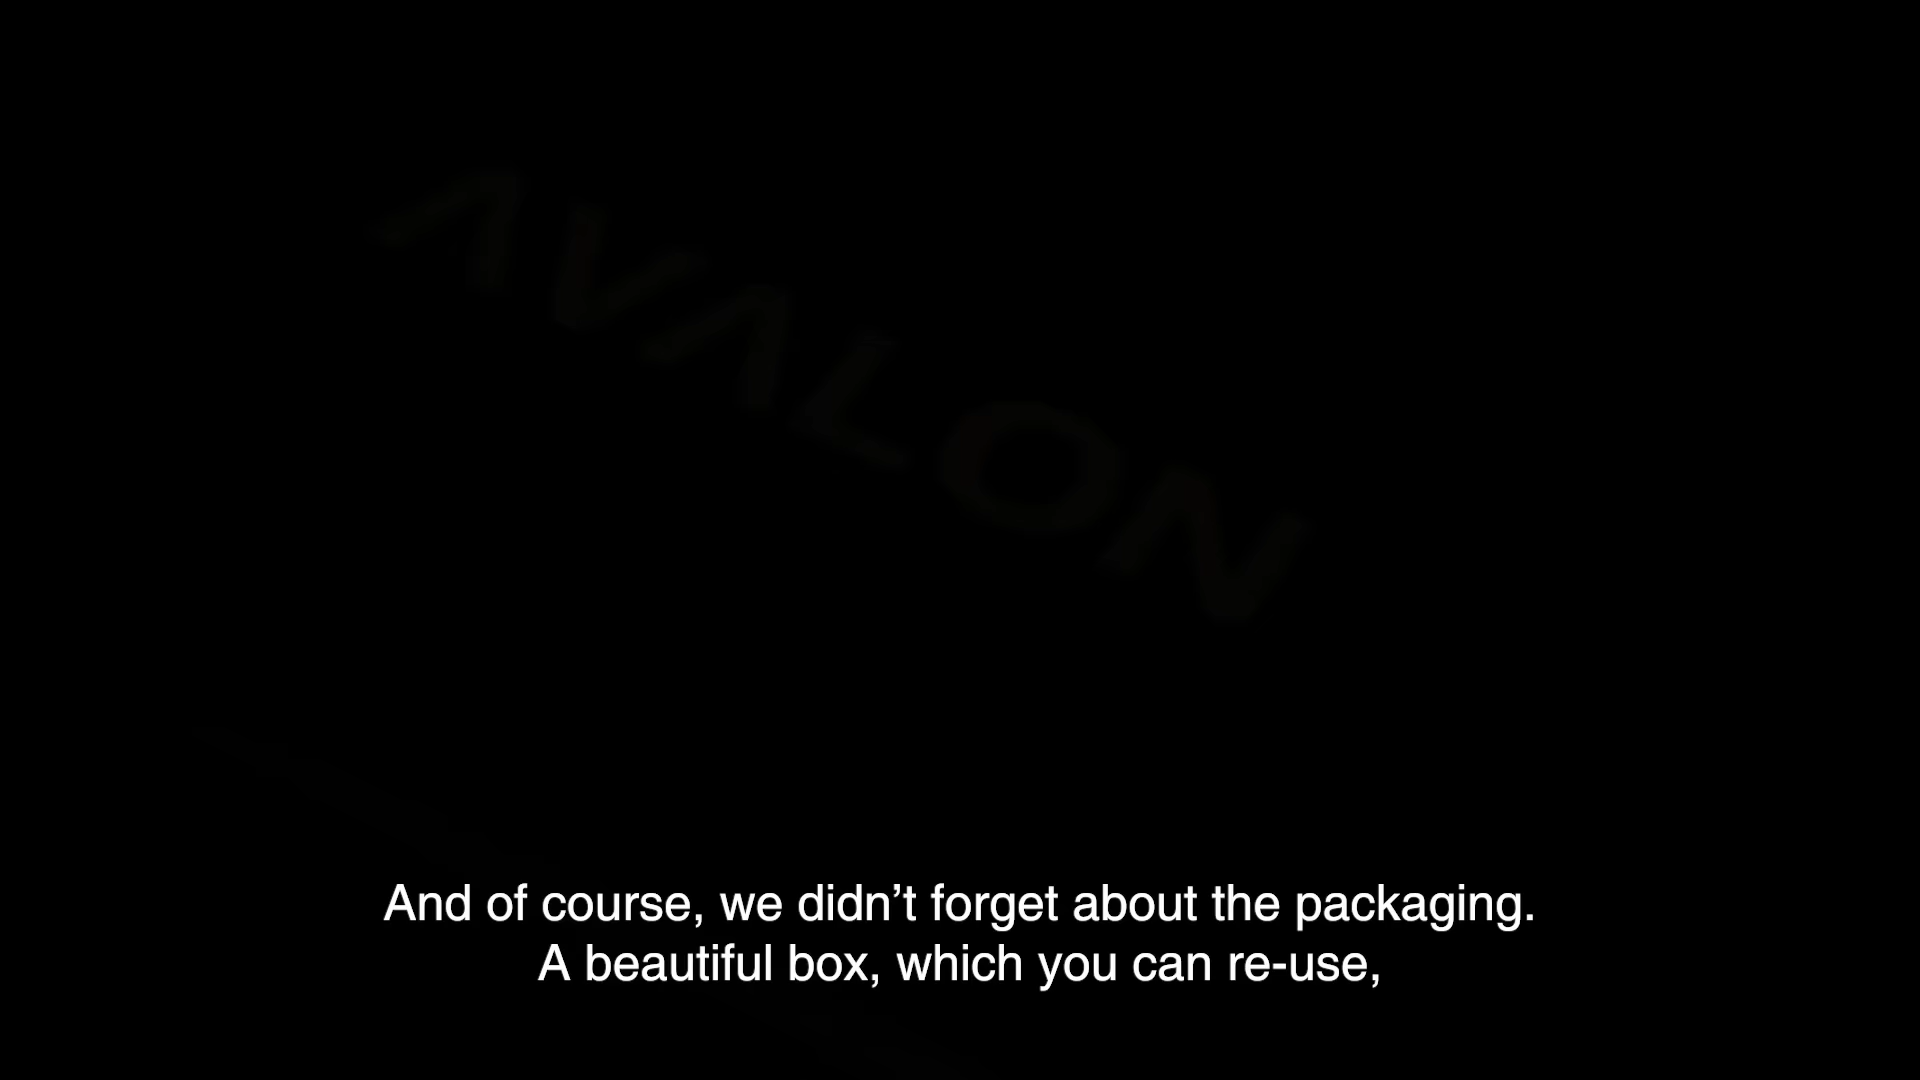 AVALON
And of course, we didn’t forget about the packaging.
A beautiful box, which you can re-use,